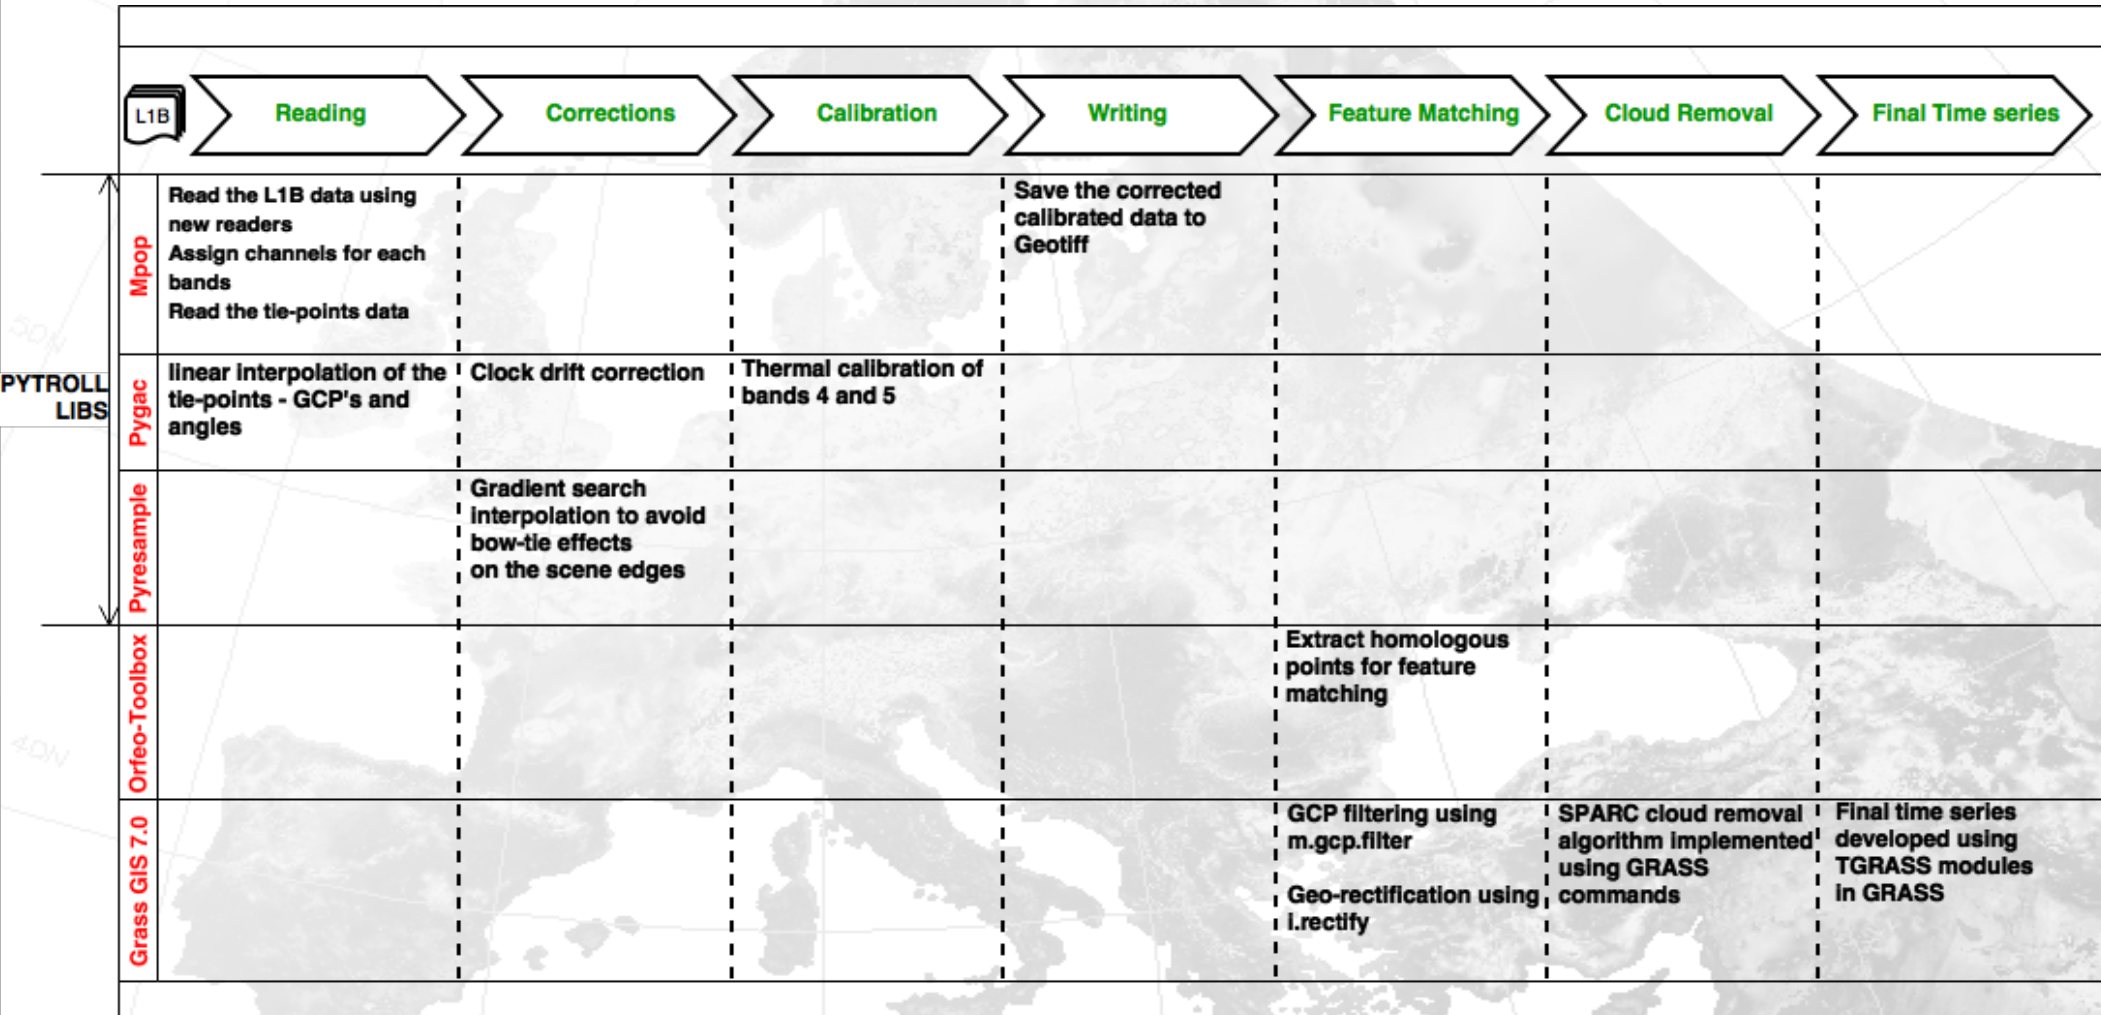 L1B
Reading
Corrections
Calibration
Writing
Feature Matching
Cloud Removal
Final Time series
PYTROLL
LIBS
Mpop
Read the L1B data using
new readers
Assign channels for each
bands
Read the tie-points data
Save the corrected
calibrated data to
Geotiff
Pygac
linear interpolation of the
tie-points - GCP's and
angles
Clock drift correction
Thermal calibration of
bands 4 and 5
Pyresample
Gradient search
interpolation to avoid
bow-tie effects
on the scene edges
Orfeo-Toolbox
Extract homologous
points for feature
matching
Grass GIS 7.0
GCP filtering using
m.gcp.filter
Geo-rectification using
i.rectify
SPARC cloud removal
algorithm implemented
using GRASS
commands
Final time series
developed using
TGRASS modules
in GRASS
50N
40N